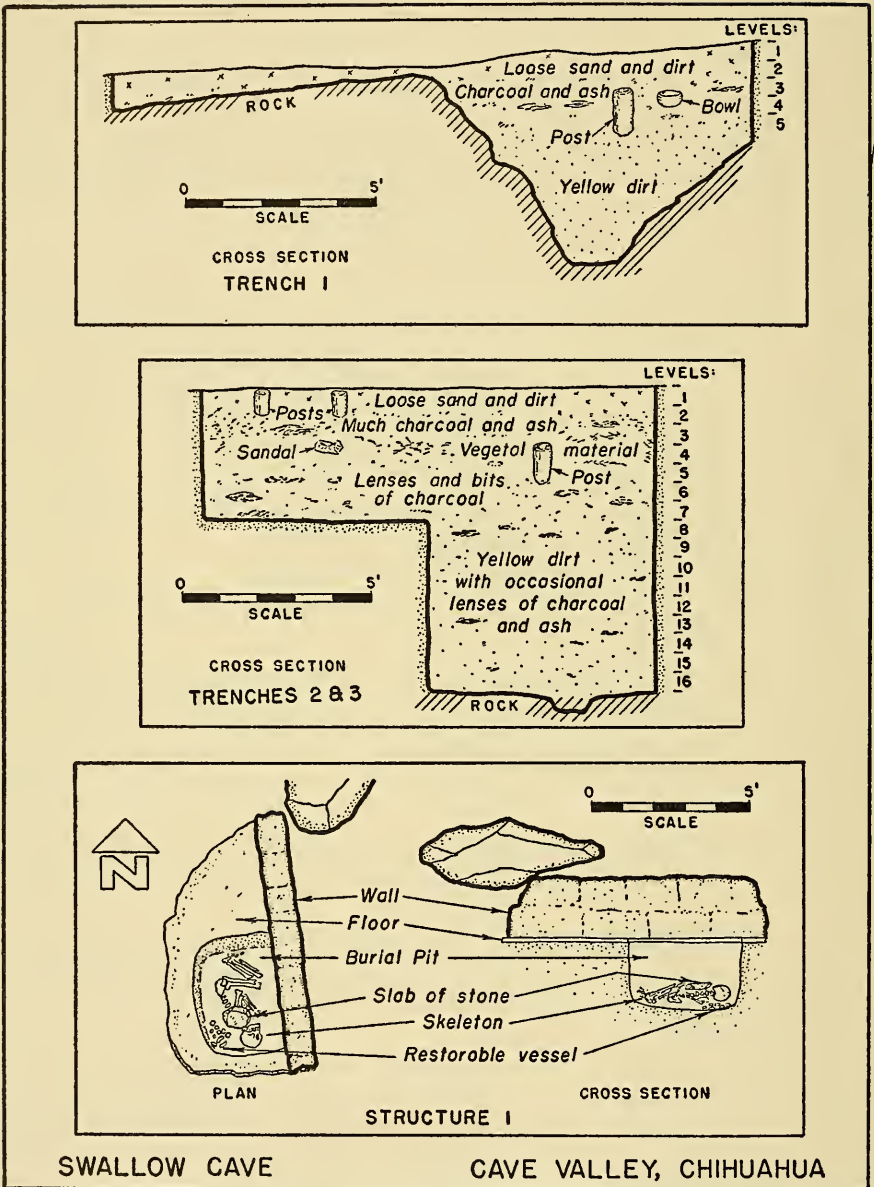 LEVELS:
1
2
3
4
5
Loose sand and dirt
Charcoal and ash
Bowl
Post
ROCK
Yellow dirt
0 5'
SCALE
CROSS SECTION
TRENCH 1
LEVELS:
1
2
3
4
5
6
7
8
9
10
11
12
13
14
15
16
Loose sand and dirt
Posts
Much charcoal and ash
Sandal
Vegetal material
Post
Lenses and bits
of charcoal
Yellow dirt
with occasional
lenses of charcoal
and ash
0 5'
SCALE
CROSS SECTION
TRENCHES 2 & 3
ROCK
0 5'
SCALE
N
Wall
Floor
Burial Pit
Slab of stone
Skeleton
Restorable vessel
PLAN
CROSS SECTION
STRUCTURE 1
SWALLOW CAVE
CAVE VALLEY, CHIHUAHUA